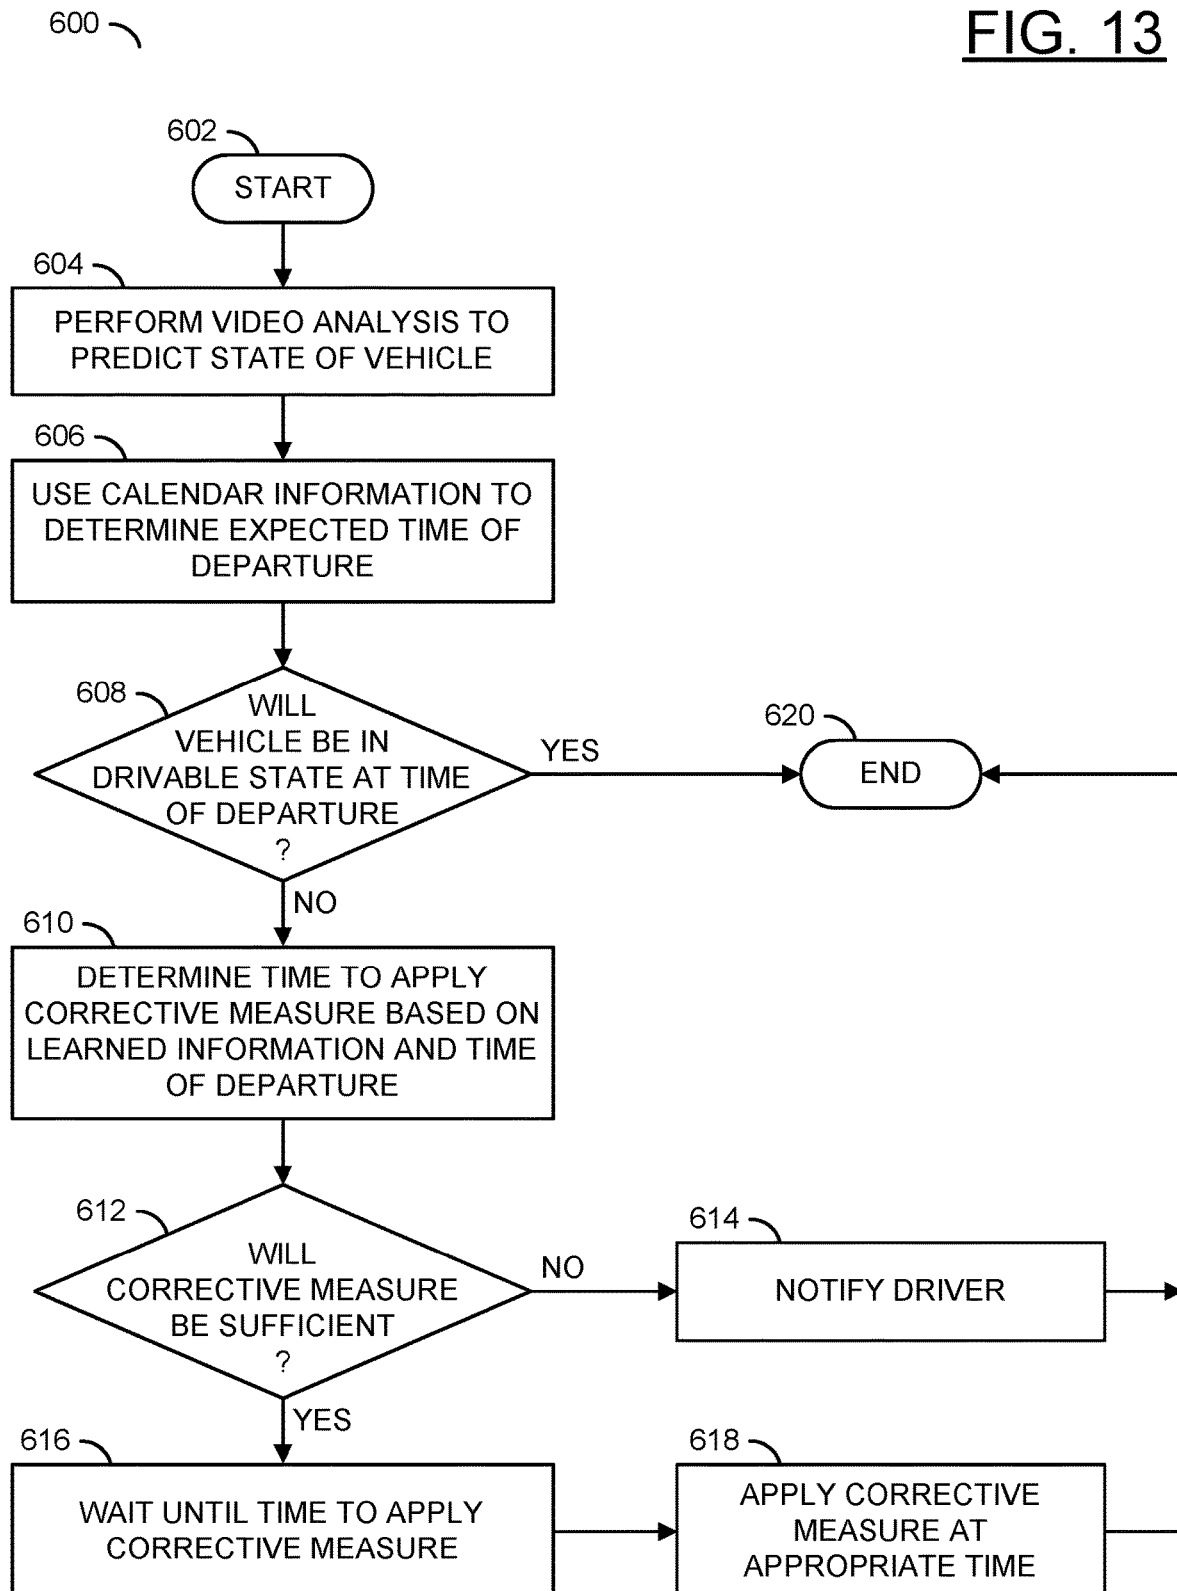 600
FIG. 13
602
START
604
PERFORM VIDEO ANALYSIS TO
PREDICT STATE OF VEHICLE
606
USE CALENDAR INFORMATION TO
DETERMINE EXPECTED TIME OF
DEPARTURE
608
WILL
VEHICLE BE IN
DRIVABLE STATE AT TIME
OF DEPARTURE
?
YES
620
END
NO
610
DETERMINE TIME TO APPLY
CORRECTIVE MEASURE BASED ON
LEARNED INFORMATION AND TIME
OF DEPARTURE
612
WILL
CORRECTIVE MEASURE
BE SUFFICIENT
?
NO
614
NOTIFY DRIVER
YES
616
WAIT UNTIL TIME TO APPLY
CORRECTIVE MEASURE
618
APPLY CORRECTIVE
MEASURE AT
APPROPRIATE TIME